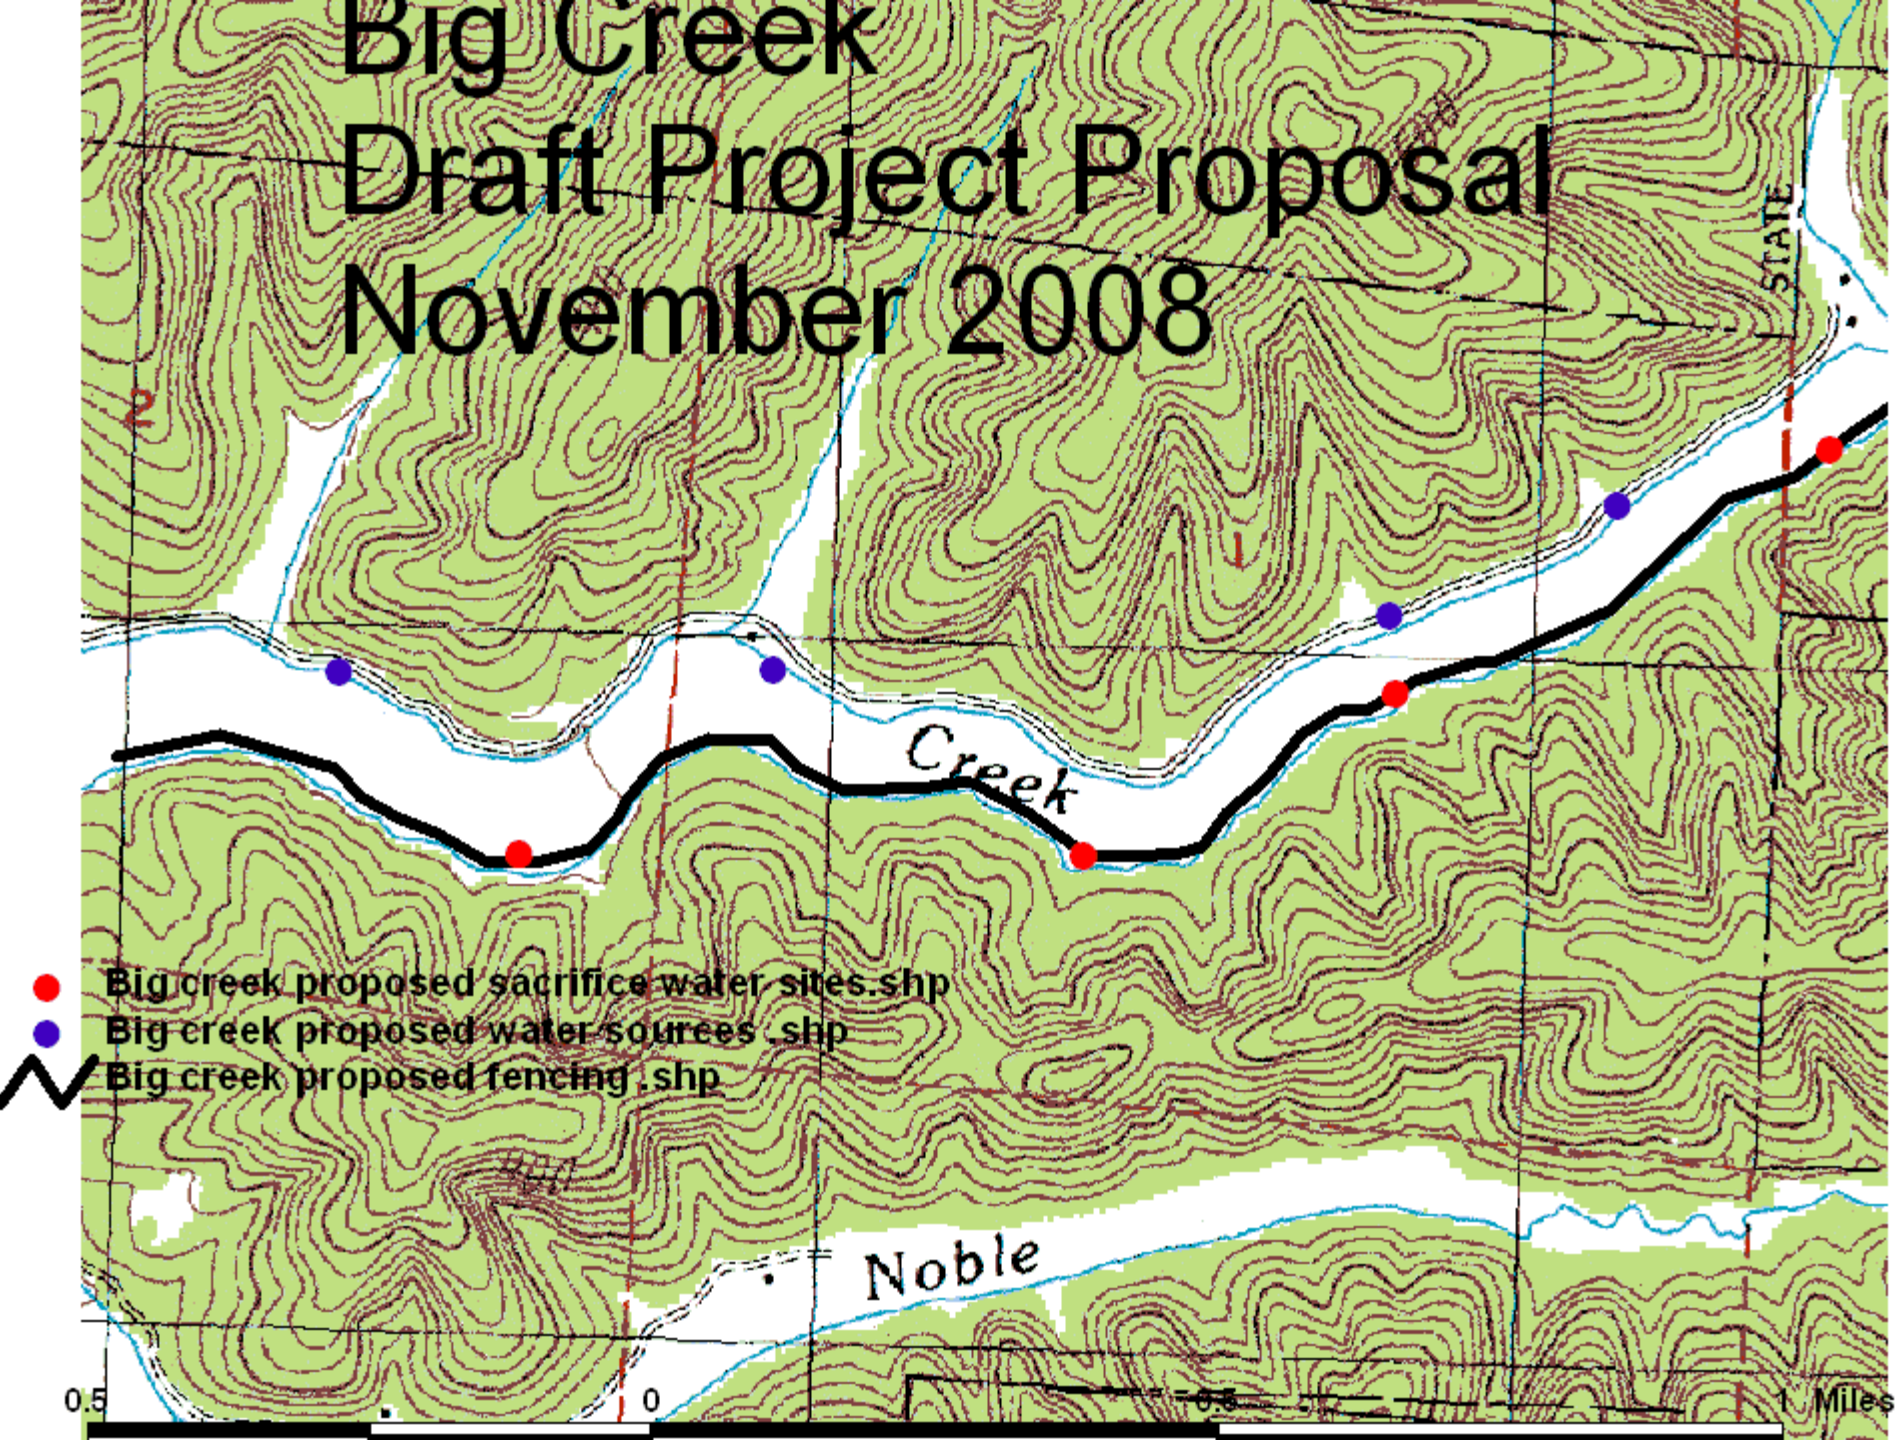 Big Creek
Draft Project Proposal
November 2008
STATE
2
1
Creek
Big creek proposed sacrifice water sites.shp
Big creek proposed water sources .shp
Big creek proposed fencing .shp
Noble
0.5 0 0.5 1 Miles